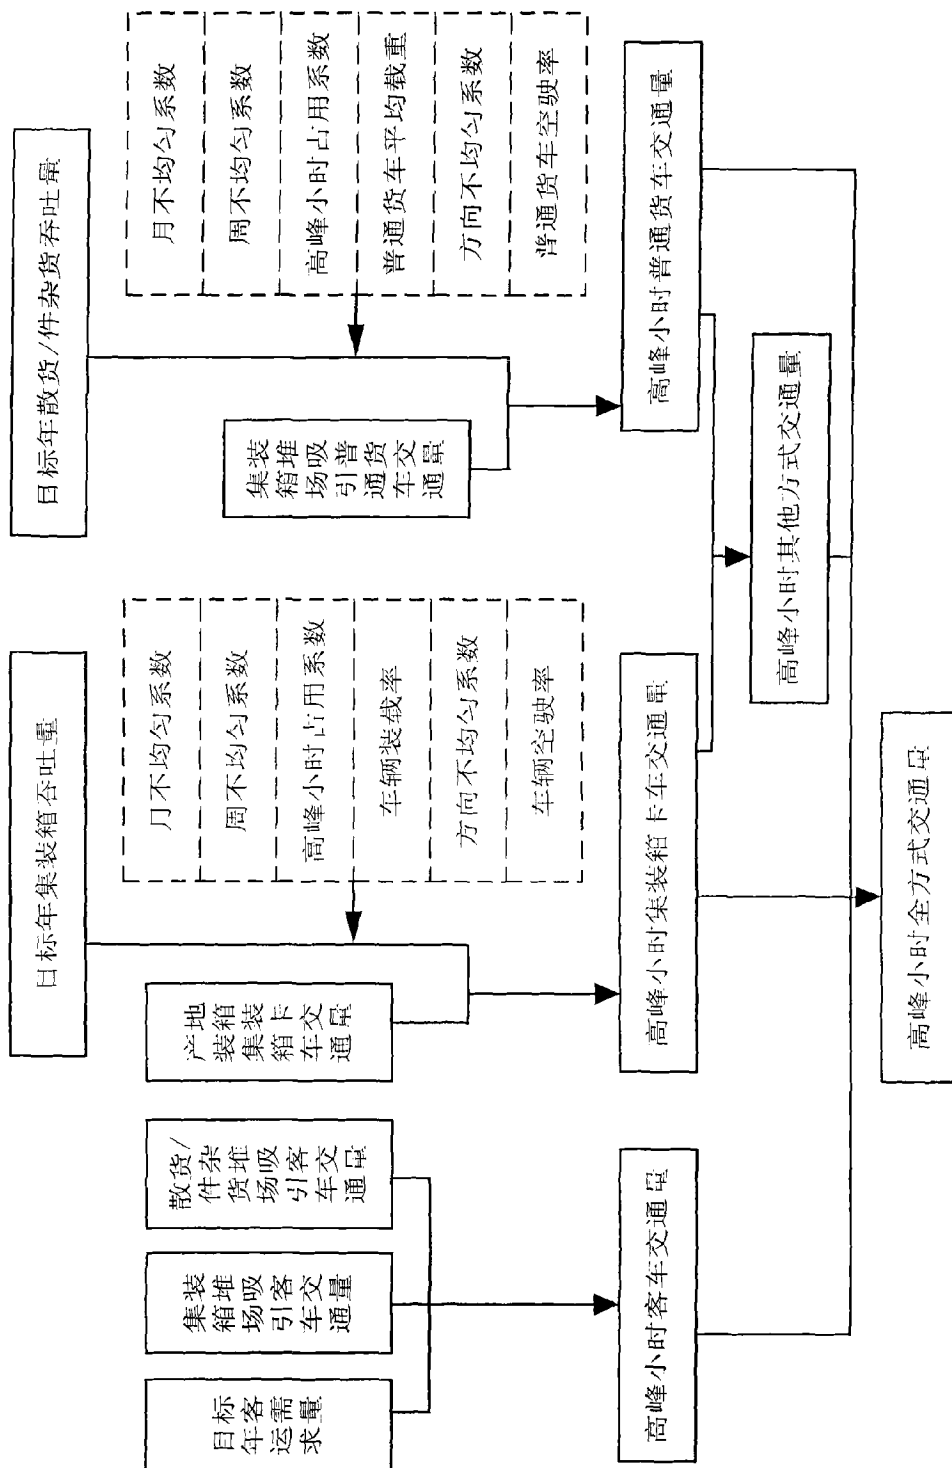 目标年集装箱吞吐量
目标年散货/件杂货吞吐量
目标
年客
运需
求量
集装
箱堆
场吸
引客
车交
通量
散货/
件杂
货堆
场吸
引客
车交
通量
产地
装箱
集装
箱卡
车交
通量
月不均匀系数
周不均匀系数
高峰小时占用系数
车辆装载率
方向不均匀系数
车辆空驶率
集装
箱堆
场吸
引普
通货
车交
通量
月不均匀系数
周不均匀系数
高峰小时占用系数
普通货车平均载重
方向不均匀系数
普通货车空驶率
高峰小时客车交通量
高峰小时集装箱卡车交通量
高峰小时普通货车交通量
高峰小时其他方式交通量
高峰小时全方式交通量